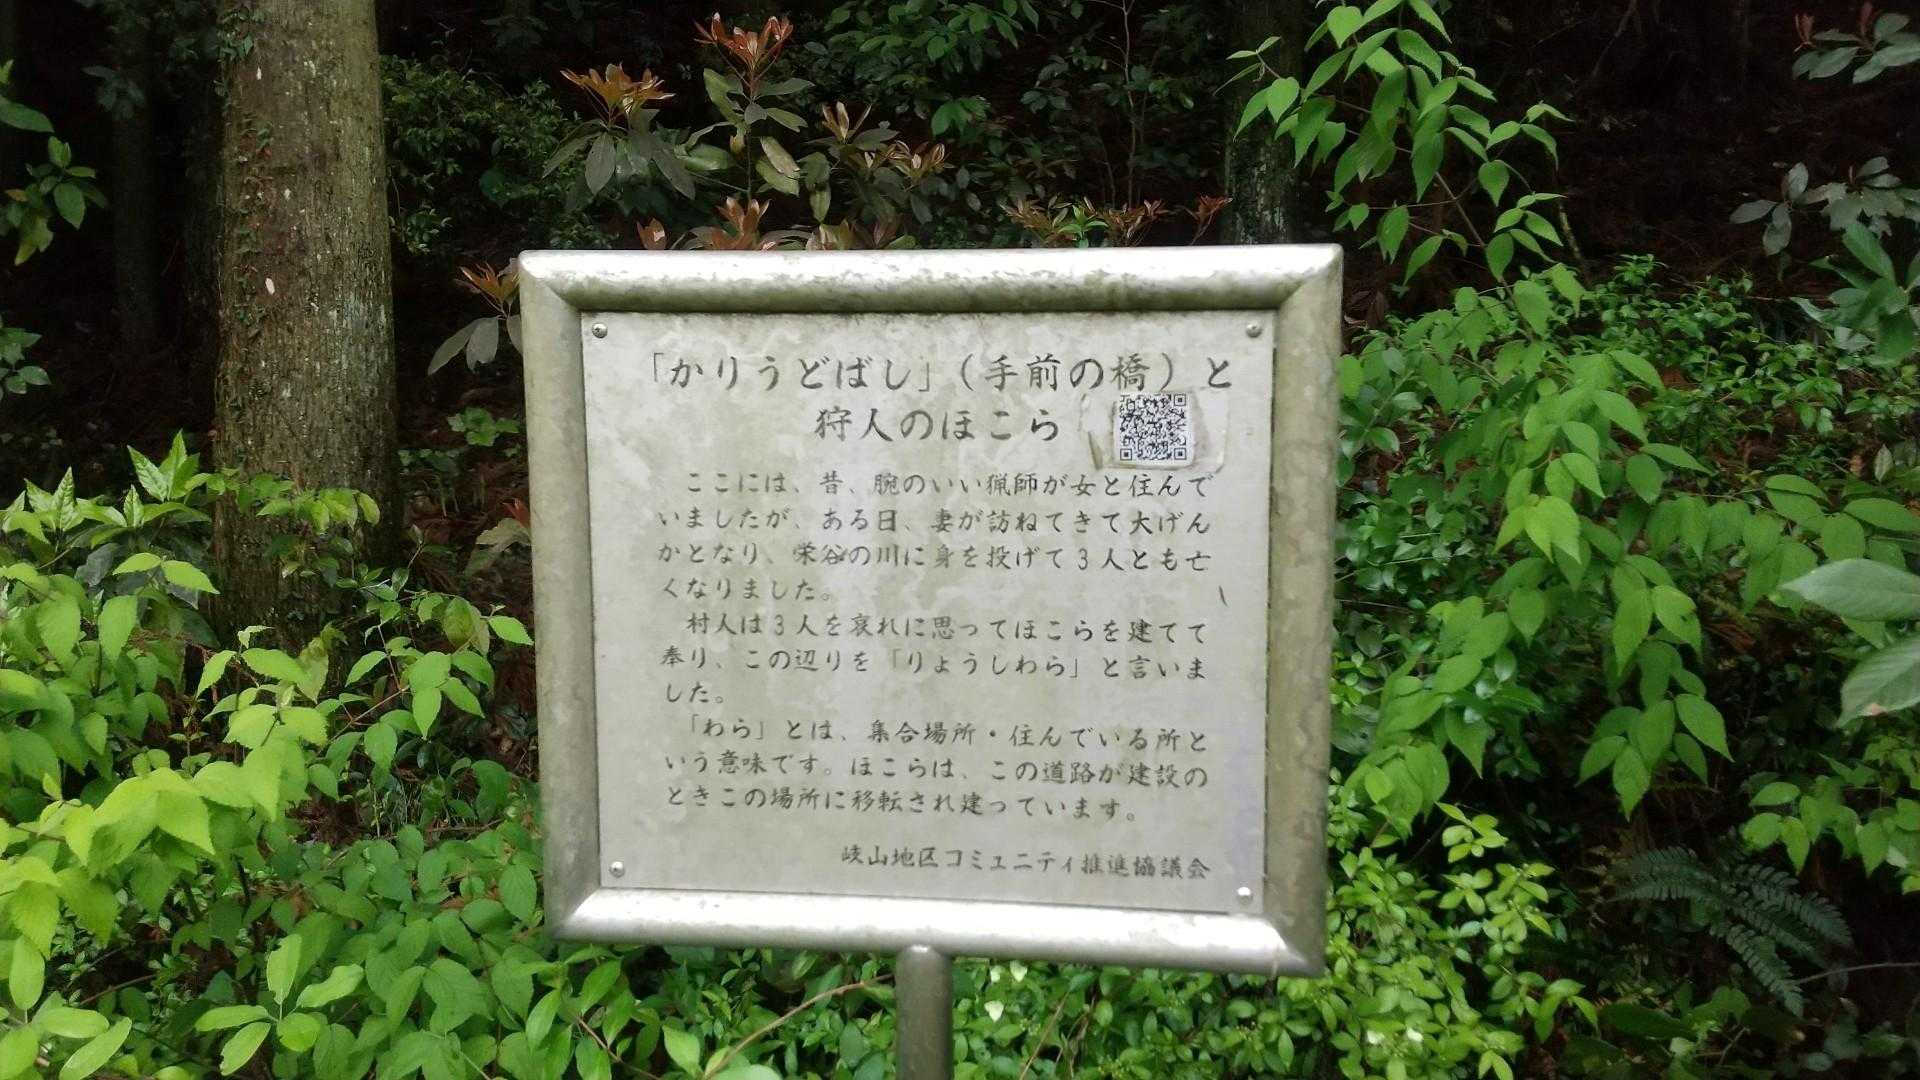 「かりうどばし」（手前の橋）と
狩人のほこら
ここには、昔、腕のいい猟師が女と住んで
いましたが、ある日、妻が訪ねてきて大げん
かとなり、栄谷の川に身を投げて3人とも亡
くなりました。
村人は3人を哀れに思ってほこらを建てて
奉り、この辺りを「りょうしわら」と言いま
した。
「わら」とは、集合場所・住んでいる所と
いう意味です。ほこらは、この道路が建設の
ときこの場所に移転され建っています。
岐山地区コミュニティ推進協議会